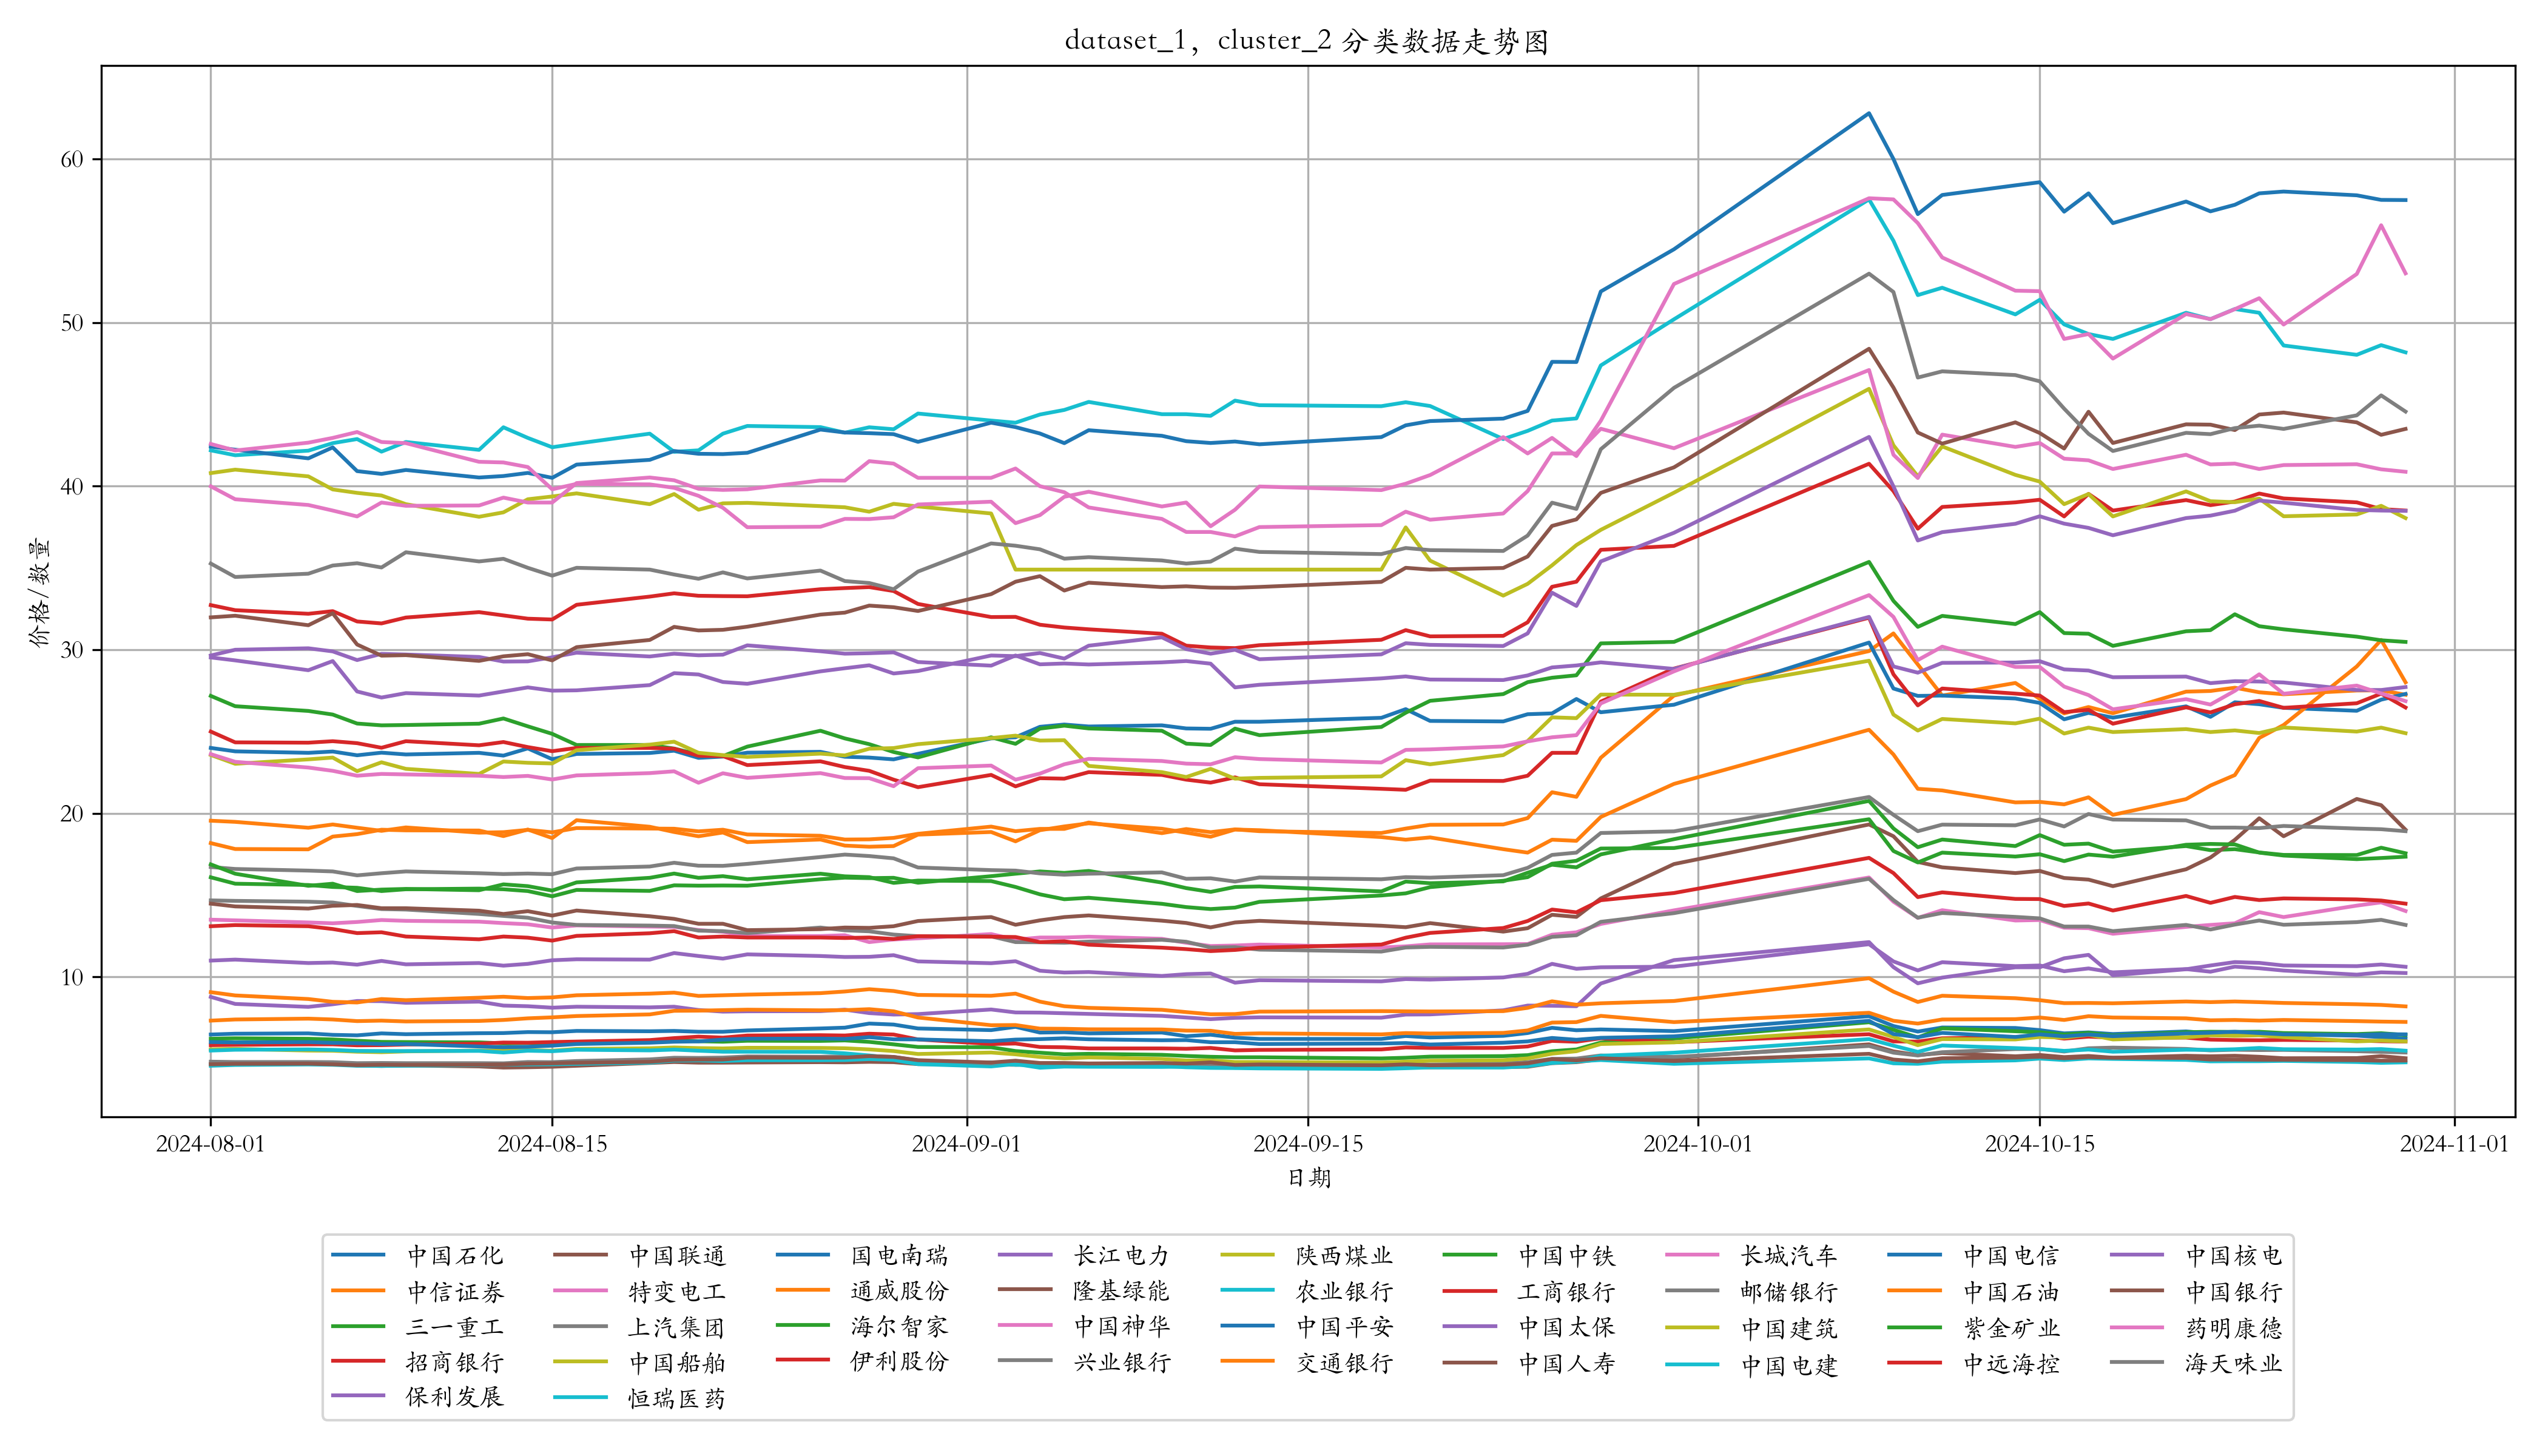 dataset_1，cluster_2 分类数据走势图
价格/数量
60
50
40
30
20
10
2024-08-01 2024-08-15 2024-09-01 2024-09-15 2024-10-01 2024-10-15 2024-11-01
日期
中国石化 中国联通 国电南瑞 长江电力 陕西煤业 中国中铁 长城汽车 中国电信 中国核电
中信证券 特变电工 通威股份 隆基绿能 农业银行 工商银行 邮储银行 中国石油 中国银行
三一重工 上汽集团 海尔智家 中国神华 中国平安 中国太保 中国建筑 紫金矿业 药明康德
招商银行 中国船舶 伊利股份 兴业银行 交通银行 中国人寿 中国电建 中远海控 海天味业
保利发展 恒瑞医药